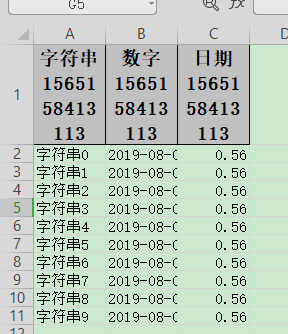 G5
fx
A B C D
1
字符串 数字 日期
15651 15651 15651
58413 58413 58413
113 113 113
2 字符串0 2019-08-0 0.56
3 字符串1 2019-08-0 0.56
4 字符串2 2019-08-0 0.56
5 字符串3 2019-08-0 0.56
6 字符串4 2019-08-0 0.56
7 字符串5 2019-08-0 0.56
8 字符串6 2019-08-0 0.56
9 字符串7 2019-08-0 0.56
10 字符串8 2019-08-0 0.56
11 字符串9 2019-08-0 0.56